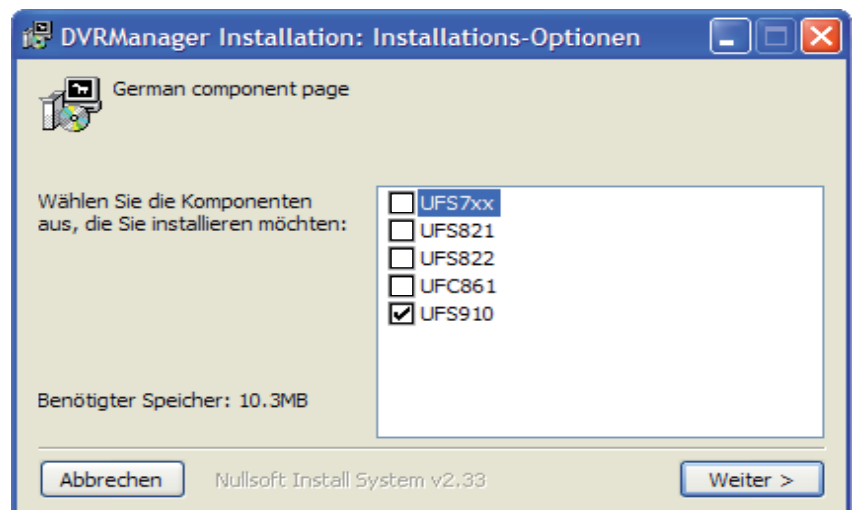 DVRManager Installation: Installations-Optionen
German component page
Wählen Sie die Komponenten
aus, die Sie installieren möchten:
UFS7xx
UFS821
UFS822
UFC861
UFS910
Benötigter Speicher: 10.3MB
Abbrechen
Nullsoft Install System v2.33
Weiter >